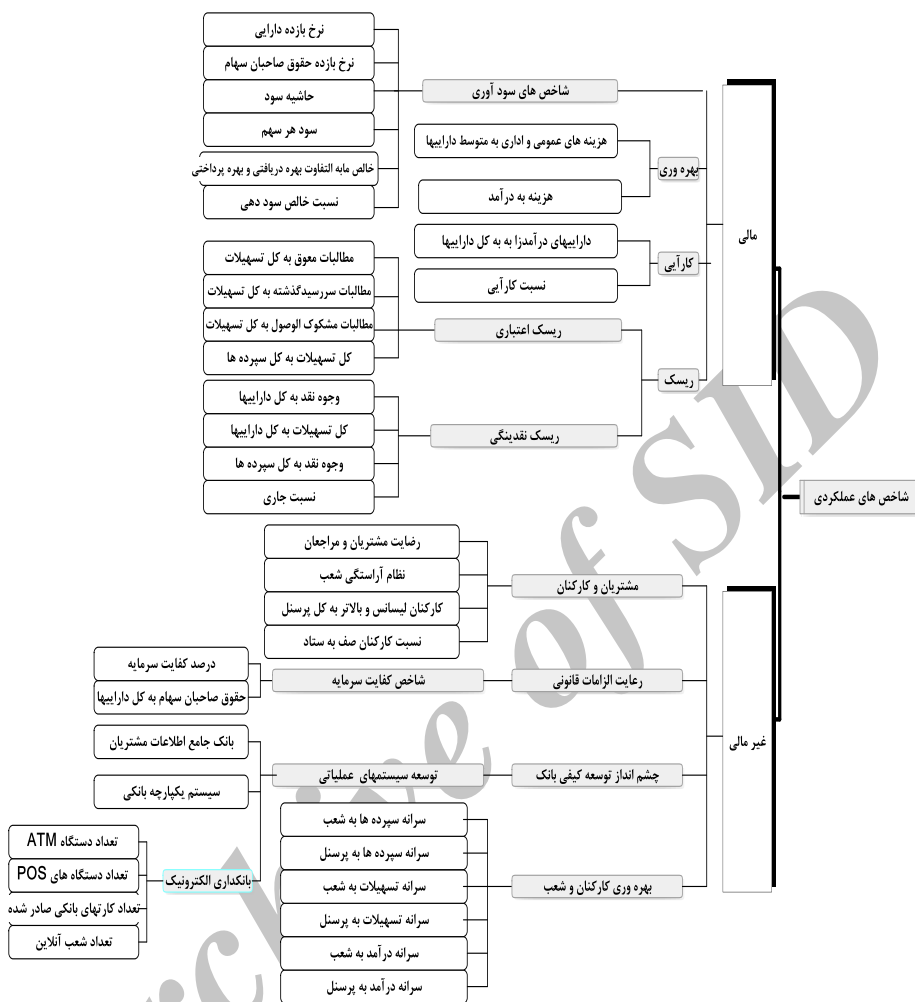 شاخص های عملکردی
مالی
شاخص های سود آوری
نرخ بازده دارایی
نرخ بازده حقوق صاحبان سهام
حاشیه سود
سود هر سهم
خالص مابه التفاوت بهره دریافتی و بهره پرداختی
نسبت خالص سود دهی
بهره وری
هزینه های عمومی و اداری به متوسط داراییها
هزینه به درآمد
کارآیی
داراییهای درآمدزا به به کل داراییها
نسبت کارآیی
ریسک
ریسک اعتباری
مطالبات معوق به کل تسهیلات
مطالبات سررسیدگذشته به کل تسهیلات
مطالبات مشکوک الوصول به کل تسهیلات
کل تسهیلات به کل سپرده ها
ریسک نقدینگی
وجوه نقد به کل داراییها
کل تسهیلات به کل داراییها
وجوه نقد به کل سپرده ها
نسبت جاری
غیر مالی
مشتریان و کارکنان
رضایت مشتریان و مراجعان
نظام آراستگی شعب
کارکنان لیسانس و بالاتر به کل پرسنل
نسبت کارکنان صف به ستاد
رعایت الزامات قانونی
شاخص کفایت سرمایه
درصد کفایت سرمایه
حقوق صاحبان سهام به کل داراییها
چشم انداز توسعه کیفی بانک
توسعه سیستمهای عملیاتی
بانک جامع اطلاعات مشتریان
سیستم یکپارچه بانکی
بانکداری الکترونیک
تعداد دستگاه ATM
تعداد دستگاه های POS
تعداد کارتهای بانکی صادر شده
تعداد شعب آنلاین
بهره وری کارکنان و شعب
سرانه سپرده ها به شعب
سرانه سپرده ها به پرسنل
سرانه تسهیلات به شعب
سرانه تسهیلات به پرسنل
سرانه درآمد به شعب
سرانه درآمد به پرسنل
rchive of SID